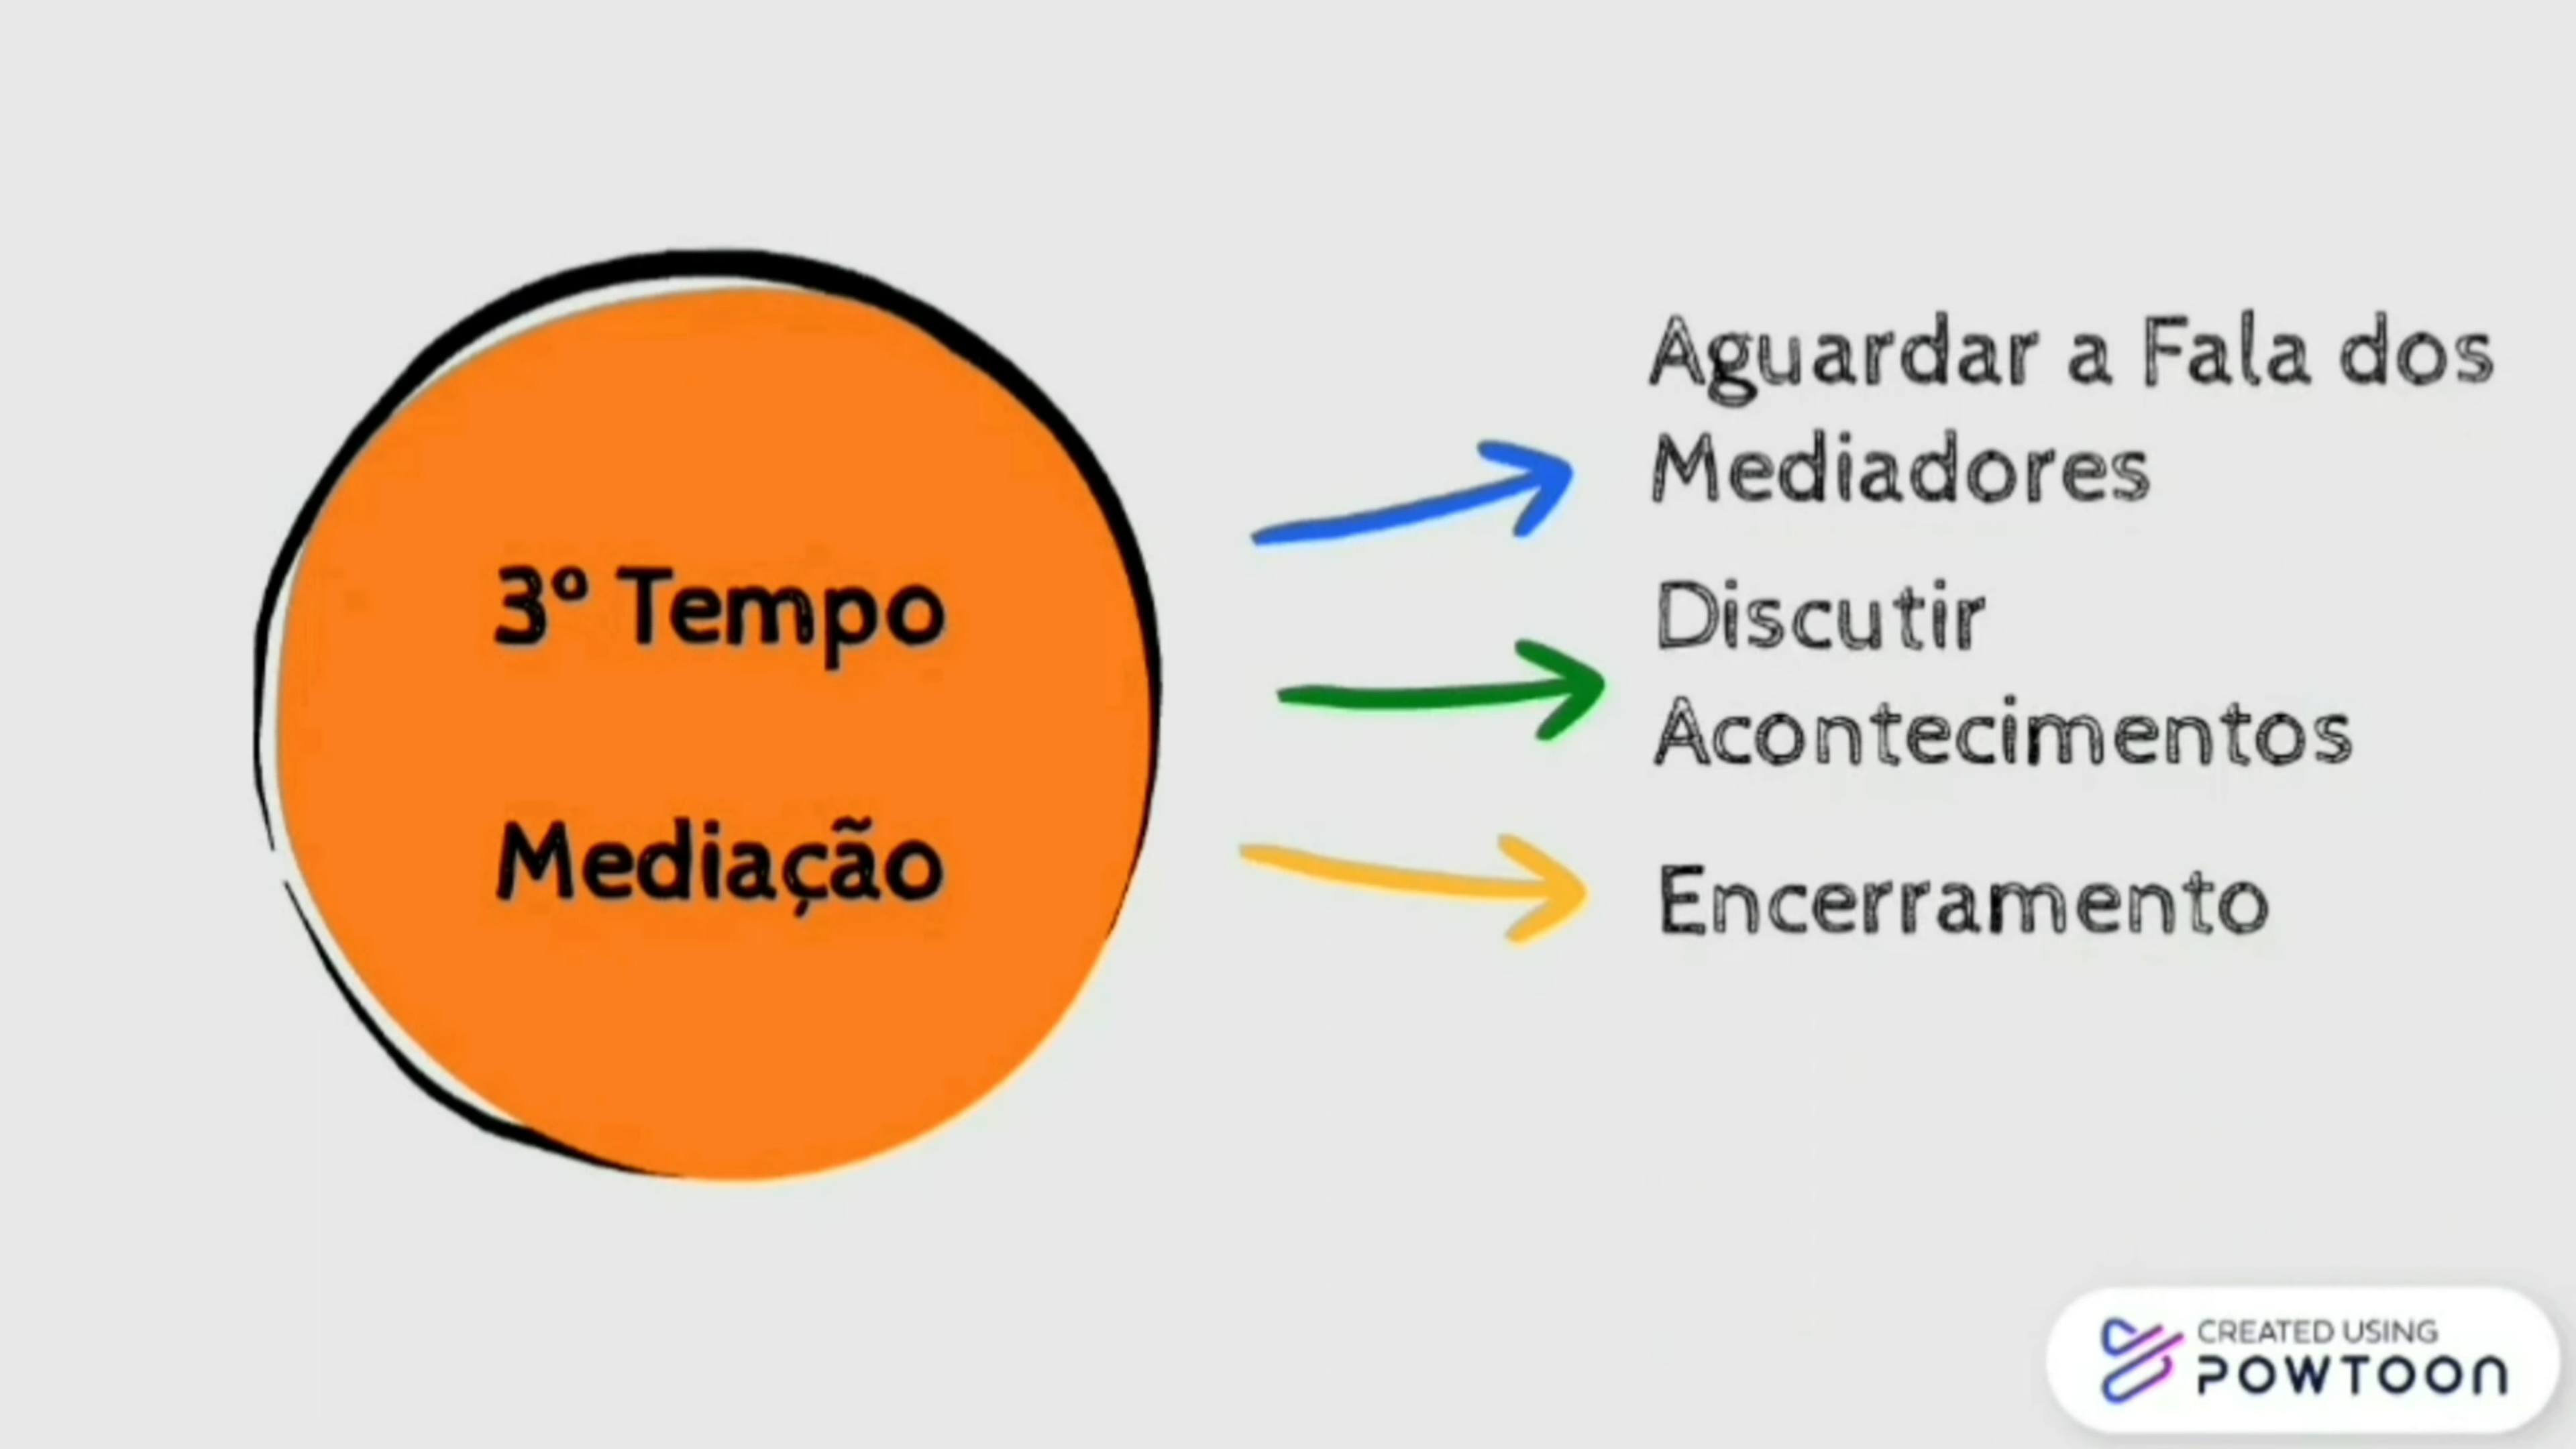 3º Tempo
Mediação
Aguardar a Fala dos
Mediadores
Discutir
Acontecimentos
Encerramento
CREATED USING
POWTOON